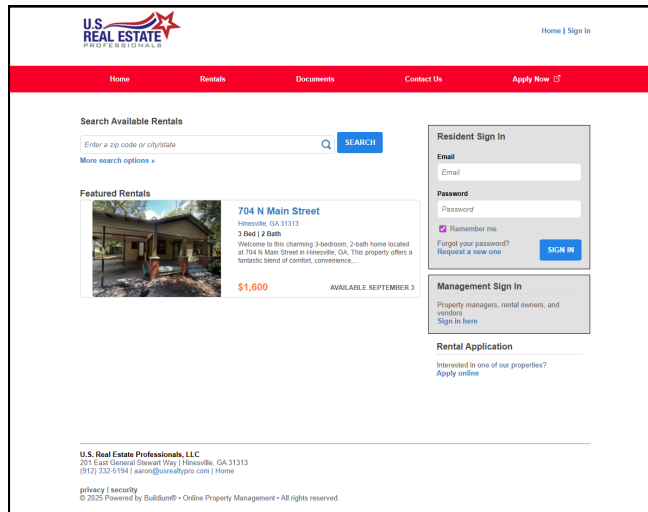 U.S.
REAL ESTATE
PROFESSIONALS
Home | Sign in
Home Rentals Documents Contact Us Apply Now
Search Available Rentals
Enter a zip code or city/state
SEARCH
More search options »
Featured Rentals
704 N Main Street
Hinesville, GA 31313
3 Bed | 2 Bath
Welcome to this charming 3-bedroom, 2-bath home located
at 704 N Main Street in Hinesville, GA. This property offers a
fantastic blend of comfort, convenience,...
$1,600 AVAILABLE SEPTEMBER 3
Resident Sign In
Email
Email
Password
Password
Remember me
Forgot your password?
Request a new one
SIGN IN
Management Sign In
Property managers, rental owners, and
vendors
Sign in here
Rental Application
Interested in one of our properties?
Apply online
U.S. Real Estate Professionals, LLC
201 East General Stewart Way | Hinesville, GA 31313
(912) 332-5194 | aaron@usrealtypro.com | Home
privacy | security
© 2025 Powered by Buildium® • Online Property Management • All rights reserved.